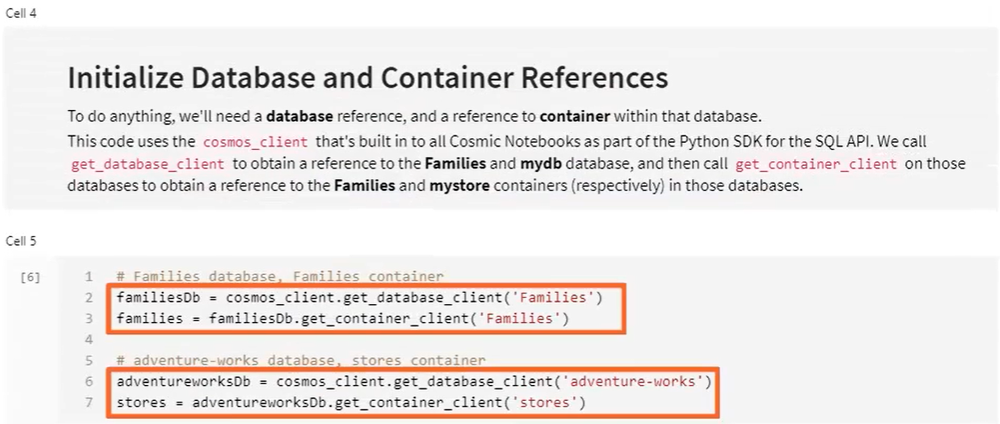 Cell 4
Initialize Database and Container References
To do anything, we'll need a database reference, and a reference to container within that database.
This code uses the cosmos_client that's built in to all Cosmic Notebooks as part of the Python SDK for the SQL API. We call
get_database_client to obtain a reference to the Families and mydb database, and then call get_container_client on those
databases to obtain a reference to the Families and mystore containers (respectively) in those databases.
Cell 5
[6]
1 # Families database, Families container
2 familiesDb = cosmos_client.get_database_client('Families')
3 families = familiesDb.get_container_client('Families')
4
5 # adventure-works database, stores container
6 adventureworksDb = cosmos_client.get_database_client('adventure-works')
7 stores = adventureworksDb.get_container_client('stores')